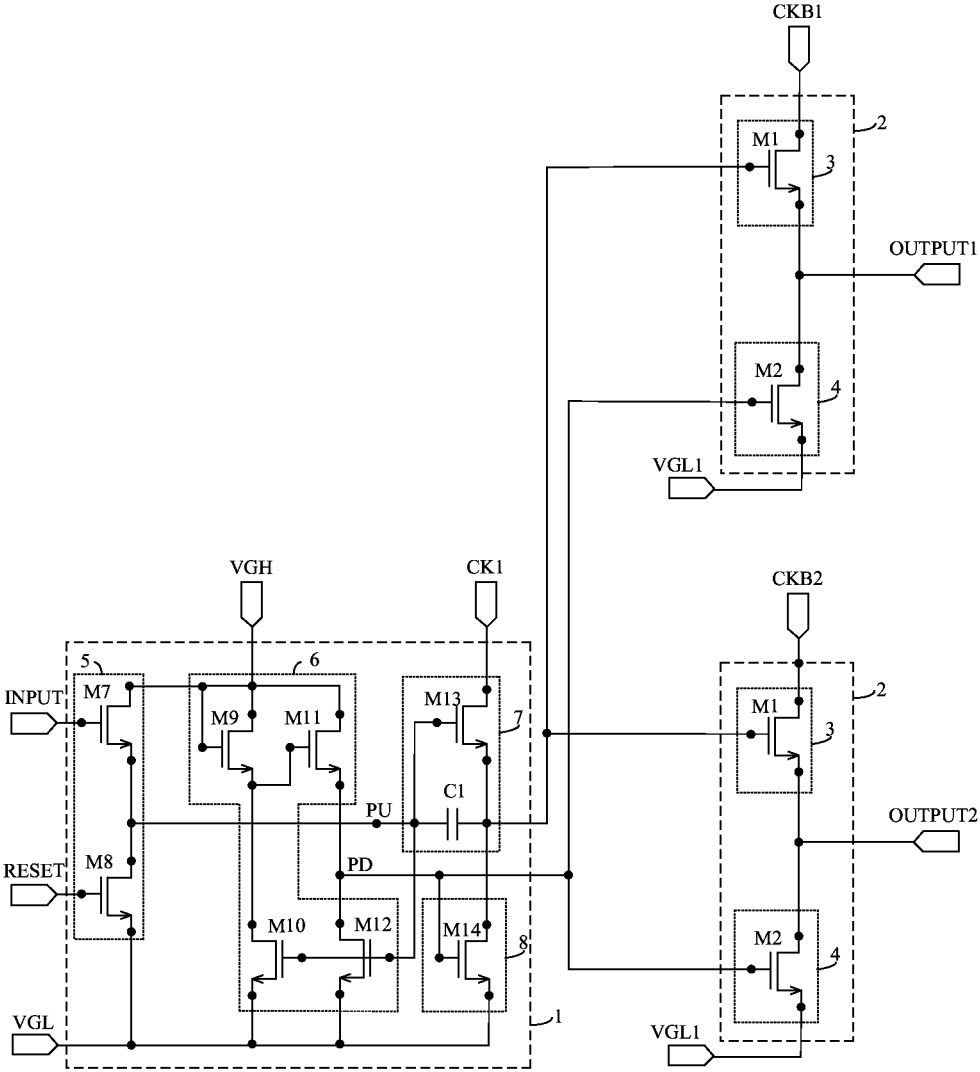 CKB1
2
M1
3
OUTPUT1
M2
4
VGL1
VGH
CK1
CKB2
5
6
2
INPUT
M7
M9
M11
M13
7
M1
3
C1
PU
OUTPUT2
RESET
M8
PD
M10
M12
M14
8
M2
4
VGL
1
VGL1